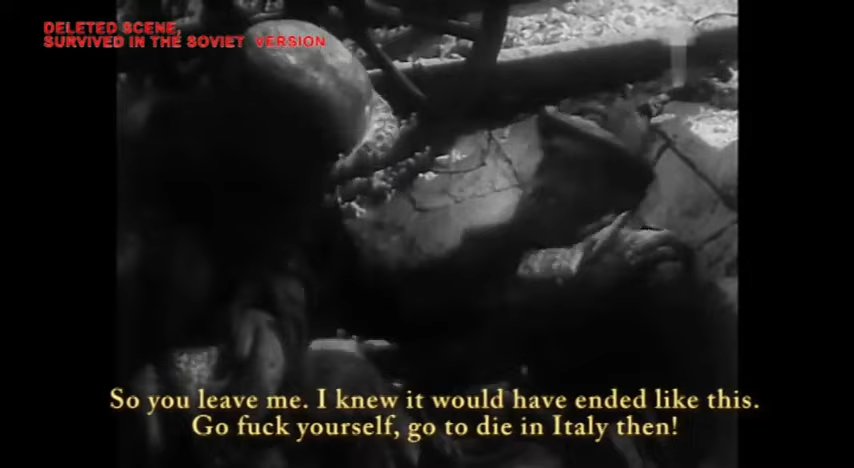 DELETED SCENE,
SURVIVED IN THE SOVIET VERSION
So you leave me. I knew it would have ended like this.
Go fuck yourself, go to die in Italy then!